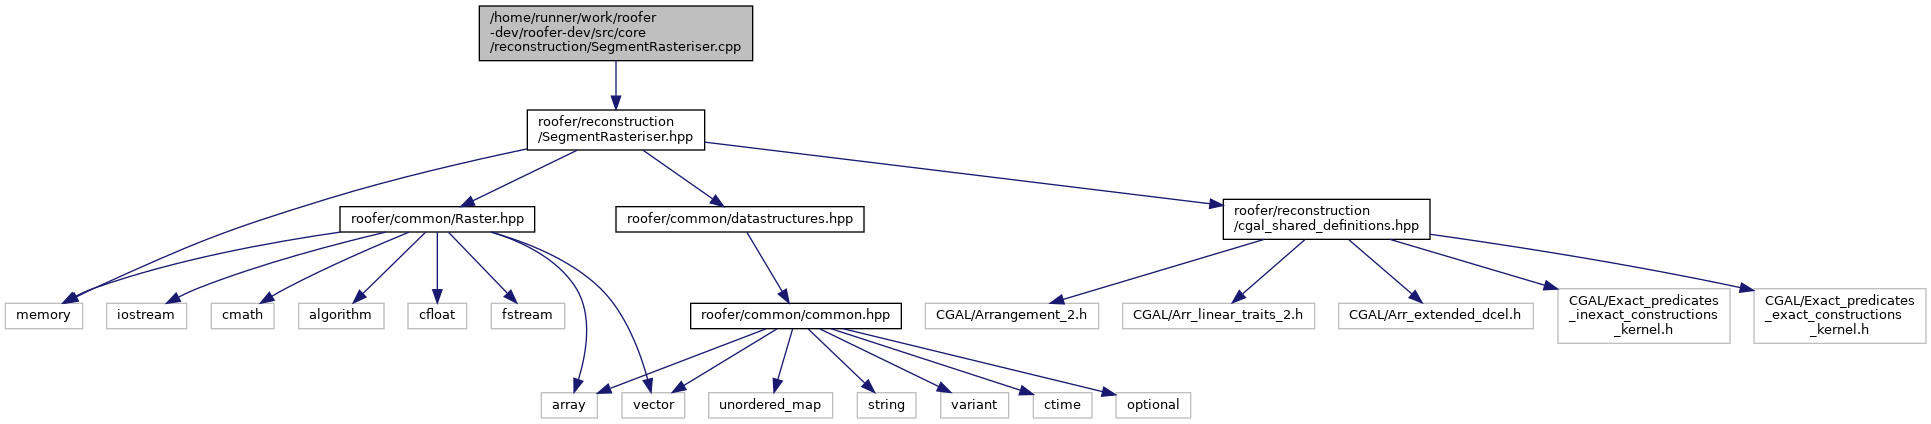 /home/runner/work/roofer
-dev/roofer-dev/src/core
/reconstruction/SegmentRasteriser.cpp
roofer/reconstruction
/SegmentRasteriser.hpp
roofer/common/Raster.hpp
roofer/common/datastructures.hpp
roofer/reconstruction
/cgal_shared_definitions.hpp
memory
iostream
cmath
algorithm
cfloat
fstream
roofer/common/common.hpp
CGAL/Arrangement_2.h
CGAL/Arr_linear_traits_2.h
CGAL/Arr_extended_dcel.h
CGAL/Exact_predicates
_inexact_constructions
_kernel.h
CGAL/Exact_predicates
_exact_constructions
_kernel.h
array
vector
unordered_map
string
variant
ctime
optional